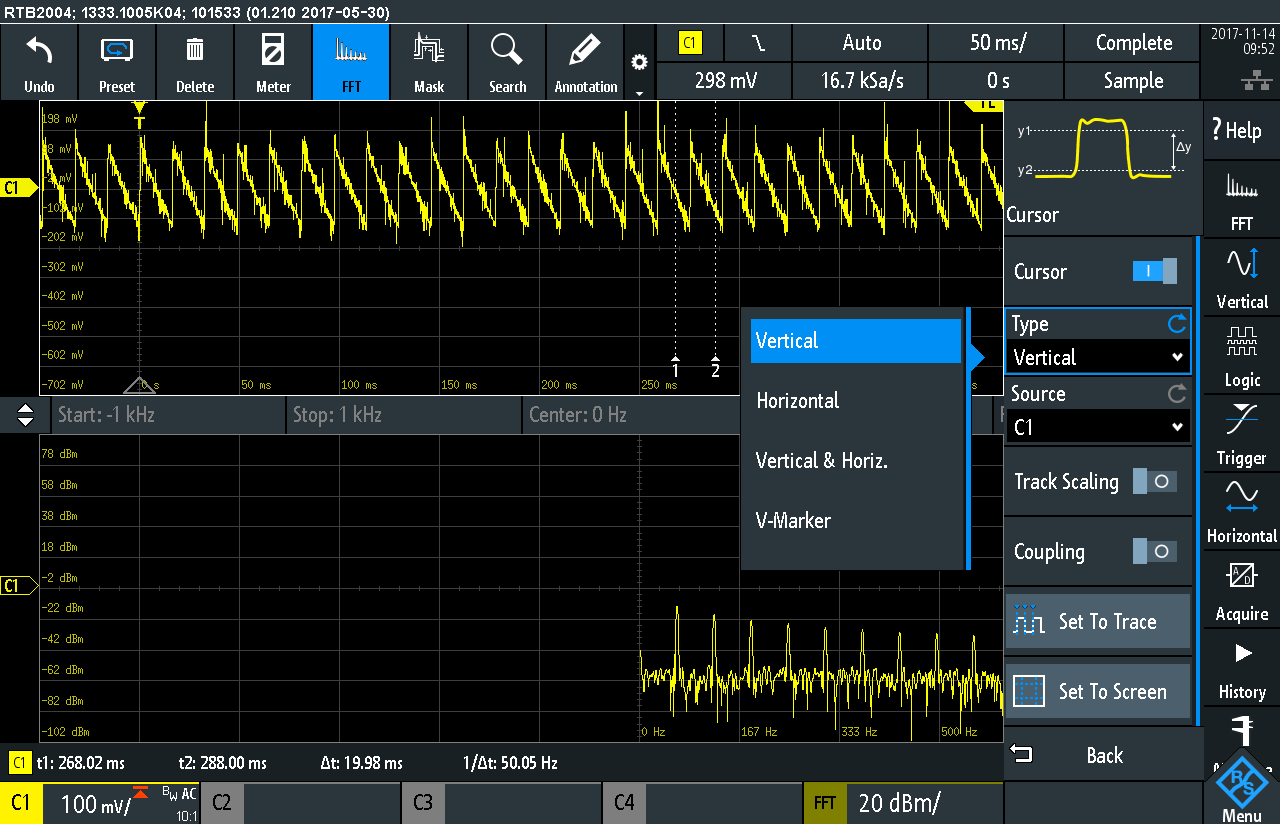 RTB2004; 1333.1005K04; 101533 (01.210 2017-05-30)
Undo
Preset
Delete
Meter
FFT
Mask
Search
Annotation
C1
Auto
50 ms/
Complete
298 mV
16.7 kSa/s
0 s
Sample
2017-11-14
09:52
198 mV
-202 mV
-302 mV
-402 mV
-502 mV
-602 mV
-702 mV
C1
T
TL
1
2
0 s
50 ms
100 ms
150 ms
200 ms
250 ms
Start: -1 kHz
Stop: 1 kHz
Center: 0 Hz
78 dBm
58 dBm
38 dBm
18 dBm
-2 dBm
-22 dBm
-42 dBm
-62 dBm
-82 dBm
-102 dBm
C1
0 Hz
167 Hz
333 Hz
500 Hz
Vertical
Horizontal
Vertical & Horiz.
V-Marker
y1
y2
Δy
Cursor
Cursor
I
Type
Vertical
Source
C1
Track Scaling
O
Coupling
O
Set To Trace
Set To Screen
Back
? Help
FFT
Vertical
Logic
Trigger
Horizontal
A/D
Acquire
History
R&S
Menu
C1 t1: 268.02 ms t2: 288.00 ms Δt: 19.98 ms 1/Δt: 50.05 Hz
C1 100 mV/ BW AC
10:1
C2
C3
C4
FFT 20 dBm/